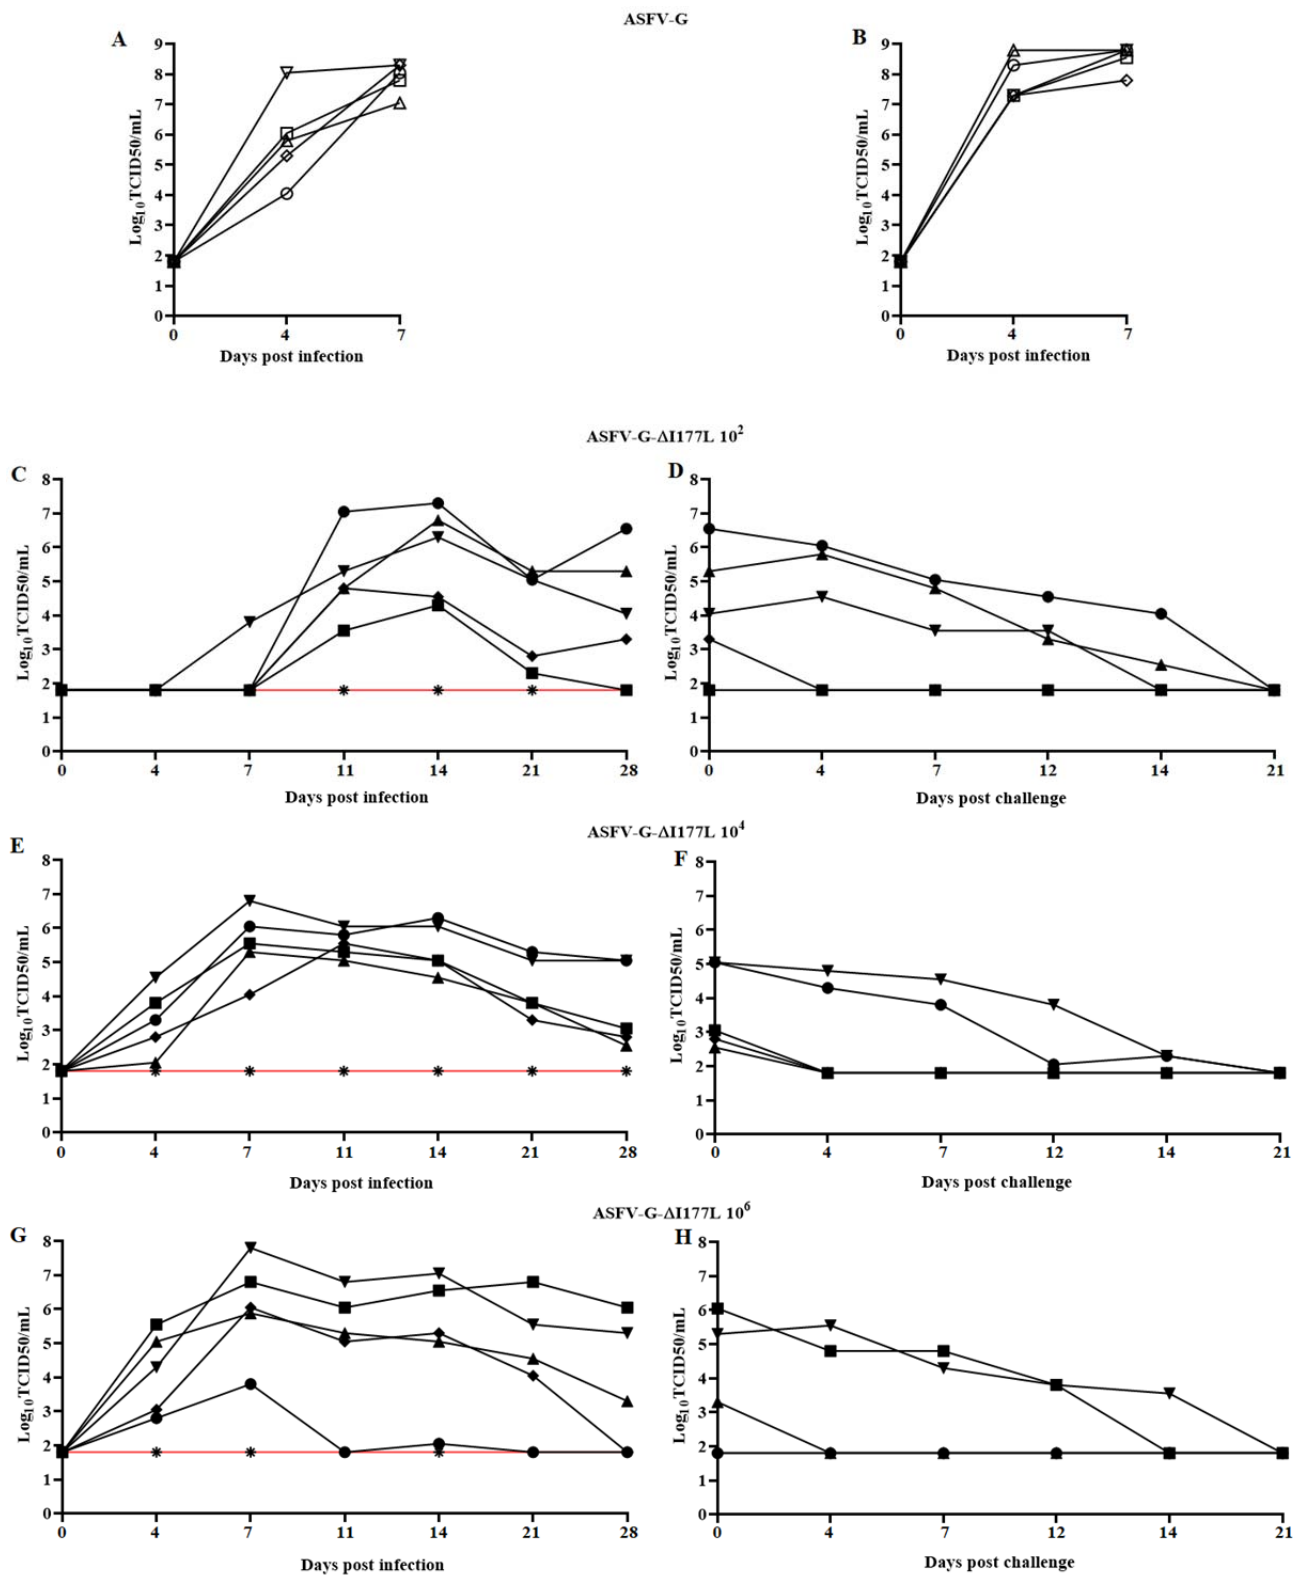 ASFV-G
A
B
9
8
7
6
5
4
3
2
1
0
Log10TCID50/mL
0 4 7
Days post infection
9
8
7
6
5
4
3
2
1
0
Log10TCID50/mL
0 4 7
Days post infection
ASFV-G-ΔI177L 10²
C
8
7
6
5
4
3
2
1
0
Log10TCID50/mL
0 4 7 11 14 21 28
Days post infection
D
8
7
6
5
4
3
2
1
0
Log10TCID50/mL
0 4 7 12 14 21
Days post challenge
ASFV-G-ΔI177L 10⁴
E
8
7
6
5
4
3
2
1
0
Log10TCID50/mL
0 4 7 11 14 21 28
Days post infection
F
8
7
6
5
4
3
2
1
0
Log10TCID50/mL
0 4 7 12 14 21
Days post challenge
ASFV-G-ΔI177L 10⁶
G
8
7
6
5
4
3
2
1
0
Log10TCID50/mL
0 4 7 11 14 21 28
Days post infection
H
8
7
6
5
4
3
2
1
0
Log10TCID50/mL
0 4 7 12 14 21
Days post challenge